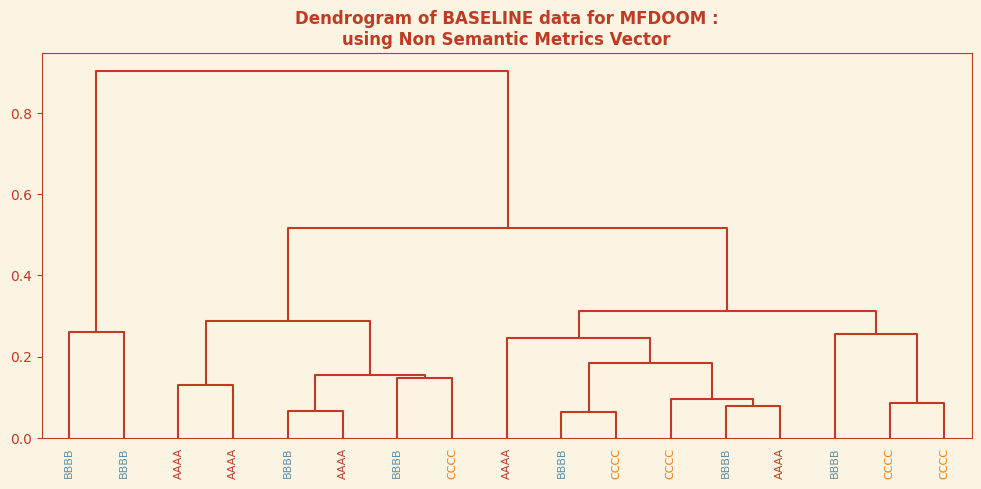 Dendrogram of BASELINE data for MFDOOM :
using Non Semantic Metrics Vector
0.8
0.6
0.4
0.2
0.0
BBBB
BBBB
AAAA
AAAA
BBBB
AAAA
BBBB
CCCC
AAAA
BBBB
CCCC
CCCC
BBBB
AAAA
BBBB
CCCC
CCCC